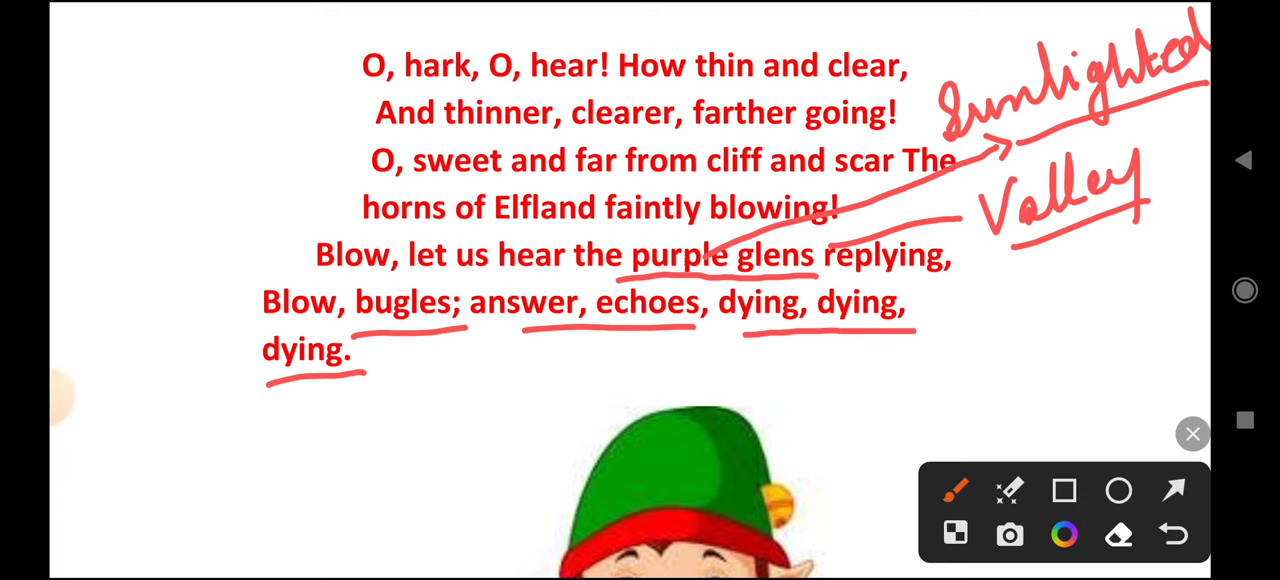 O, hark, O, hear! How thin and clear,
And thinner, clearer, farther going!
O, sweet and far from cliff and scar The
horns of Elfland faintly blowing!
Blow, let us hear the purple glens replying,
Blow, bugles; answer, echoes, dying, dying,
dying.
Sunlighted
Valley